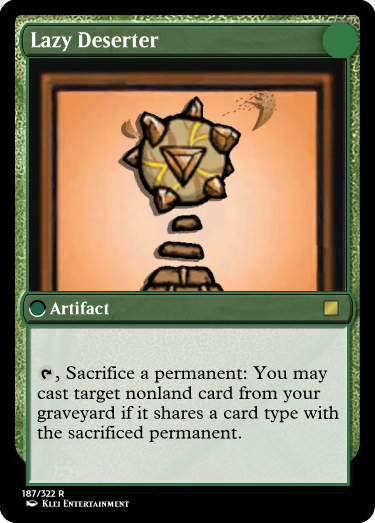 Lazy Deserter
Artifact
, Sacrifice a permanent: You may
cast target nonland card from your
graveyard if it shares a card type with
the sacrificed permanent.
187/322 R
Klei Entertainment